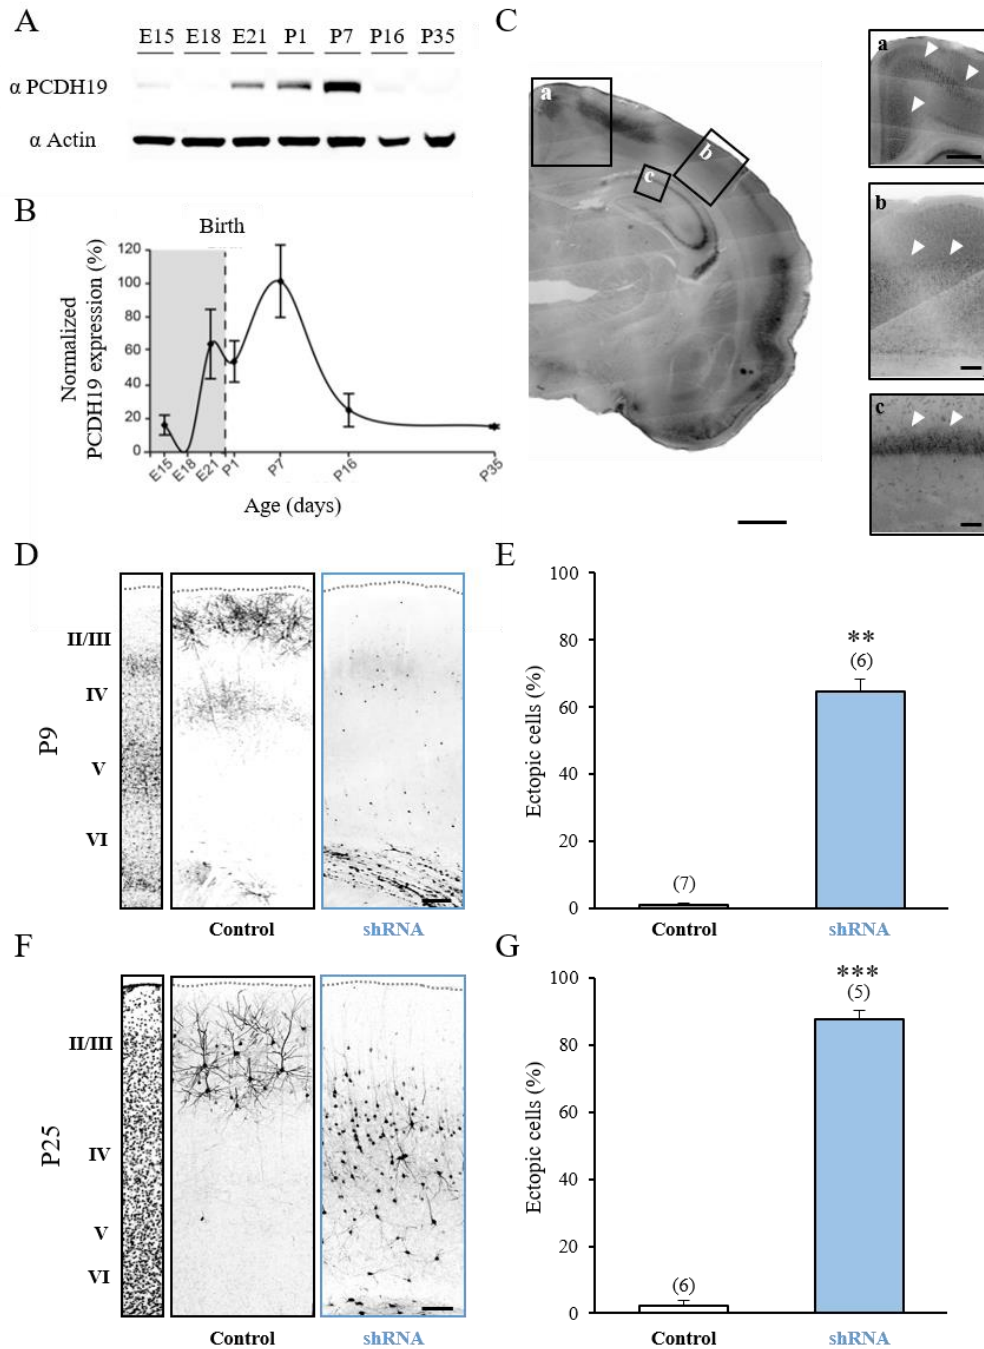 A
E15 E18 E21 P1 P7 P16 P35
α PCDH19
α Actin
B
Birth
Normalized
PCDH19 expression (%)
120
100
80
60
40
20
0
E15 E18 E21 P1 P7 P16 P35
Age (days)
C
a
b
c
a
b
c
D
P9
II/III
IV
V
VI
Control
shRNA
E
Ectopic cells (%)
100
80
60
40
20
0
**
(6)
(7)
Control
shRNA
F
P25
II/III
IV
V
VI
Control
shRNA
G
Ectopic cells (%)
100
80
60
40
20
0
***
(5)
(6)
Control
shRNA